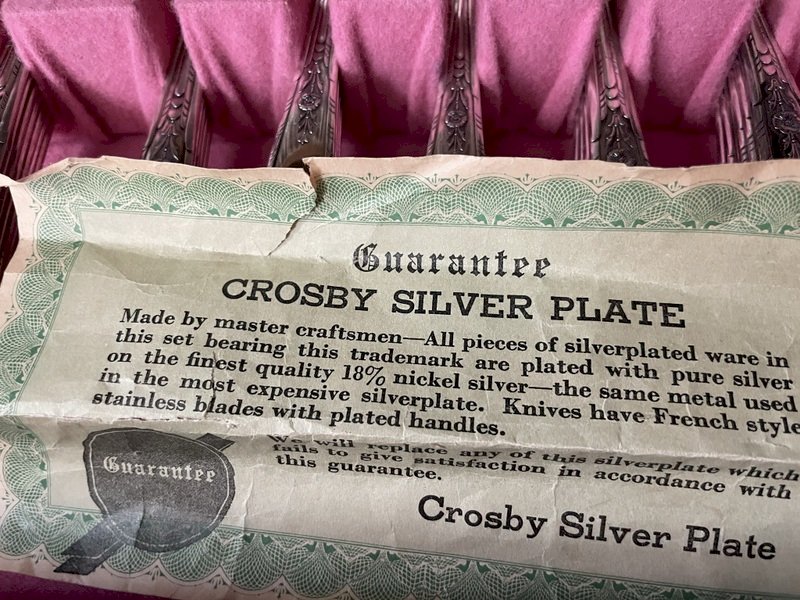 Guarantee
CROSBY SILVER PLATE
Made by master craftsmen—All pieces of silverplated ware in
this set bearing this trademark are plated with pure silver
on the finest quality 18% nickel silver—the same metal used
in the most expensive silverplate. Knives have French style
stainless blades with plated handles.
We will replace any of this silverplate which
fails to give satisfaction in accordance with
this guarantee.
Guarantee
Crosby Silver Plate